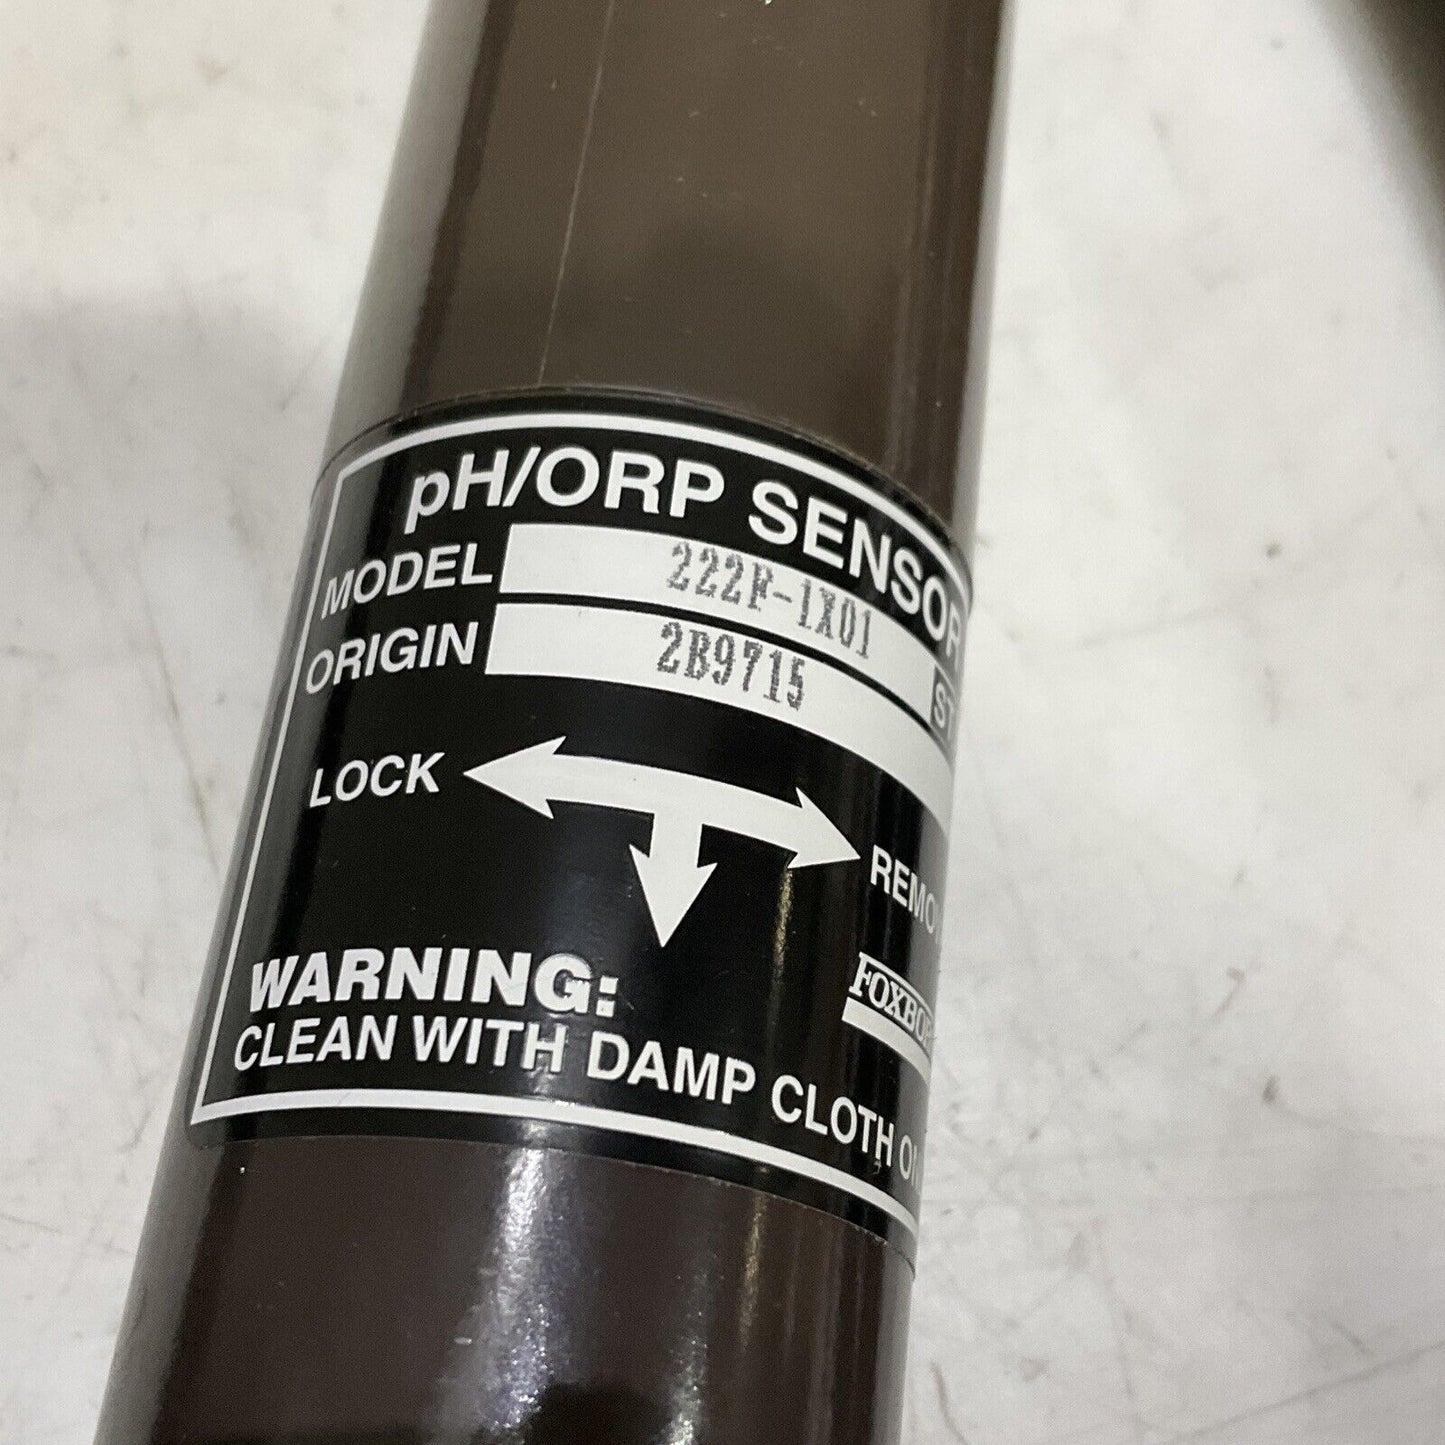 pH/ORP SENSOR
MODEL 222F-1X01
ORIGIN 2B9715
LOCK
WARNING:
CLEAN WITH DAMP CLOTH